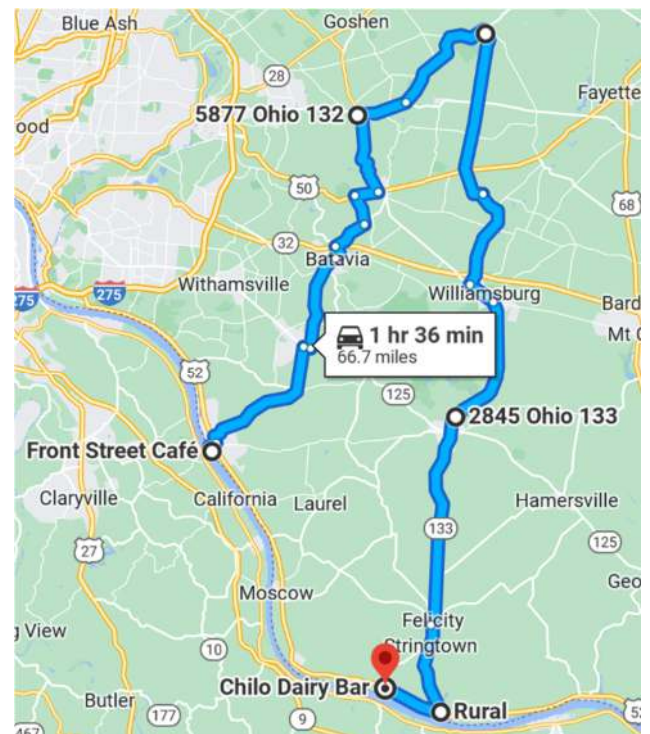 Blue Ash
Goshen
28
5877 Ohio 132
Fayette
ood
50
68
32
Batavia
Withamsville
275
275
Williamsburg
Bard
1 hr 36 min
66.7 miles
Mt
52
125
2845 Ohio 133
Front Street Café
Claryville
California
Laurel
Hamersville
133
27
125
Geo
Moscow
Felicity
g View
10
Stringtown
Chilo Dairy Bar
Rural
Butler
177
9
52
467